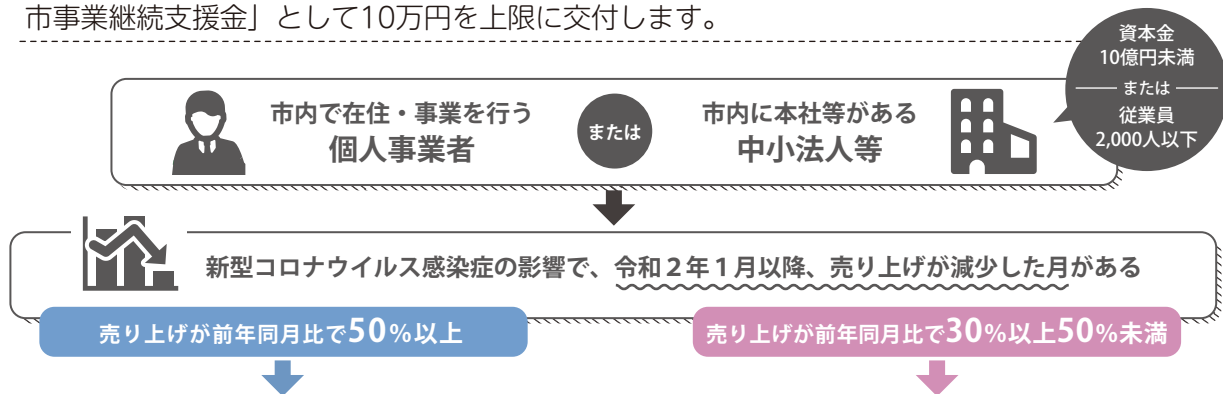 市事業継続支援金」として10万円を上限に交付します。
資本金
10億円未満
または
従業員
2,000人以下
市内で在住・事業を行う
個人事業者
または
市内に本社等がある
中小法人等
新型コロナウイルス感染症の影響で、令和2年1月以降、売り上げが減少した月がある
売り上げが前年同月比で50%以上
売り上げが前年同月比で30%以上50%未満